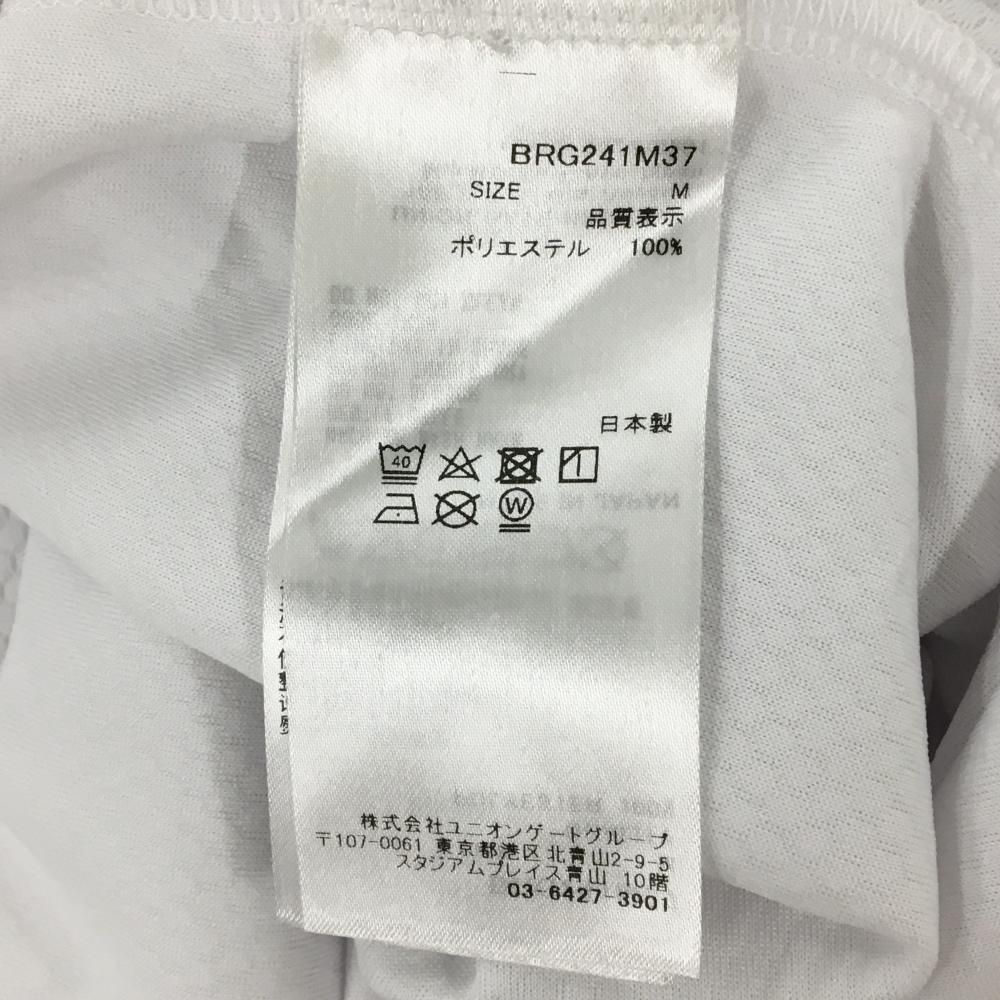 BRG241M37
SIZE M
品質表示
ポリエステル 100%
日本製
40
W
株式会社ユニオンゲートグループ
〒107-0061 東京都港区北青山2-9-5
スタジアムプレイス青山 10階
03-6427-3901